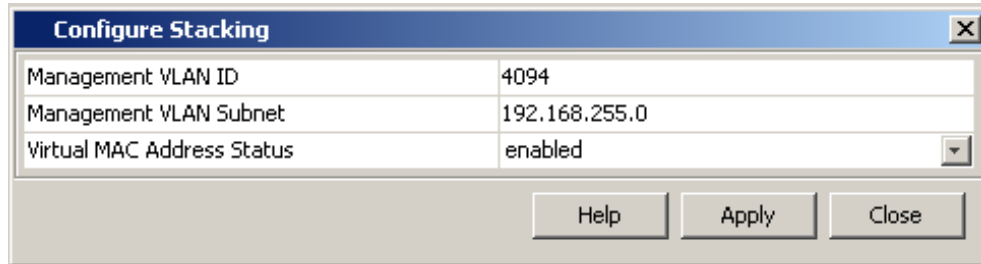 Configure Stacking
Management VLAN ID 4094
Management VLAN Subnet 192.168.255.0
Virtual MAC Address Status enabled
Help Apply Close